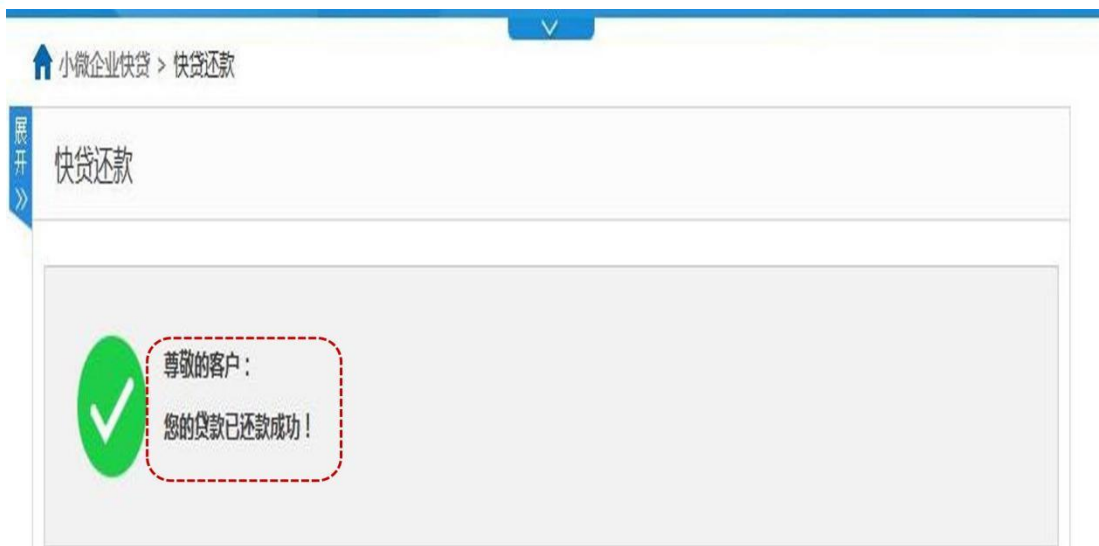 小微企业快贷 > 快贷还款
展开 »
快贷还款
尊敬的客户：
您的贷款已还款成功！